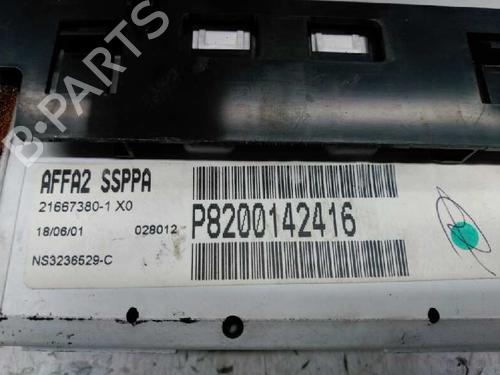 B-PARTS
AFFA2 SSPPA
21667380-1 X0
18/06/01 028012
NS3236529-C
P8200142416